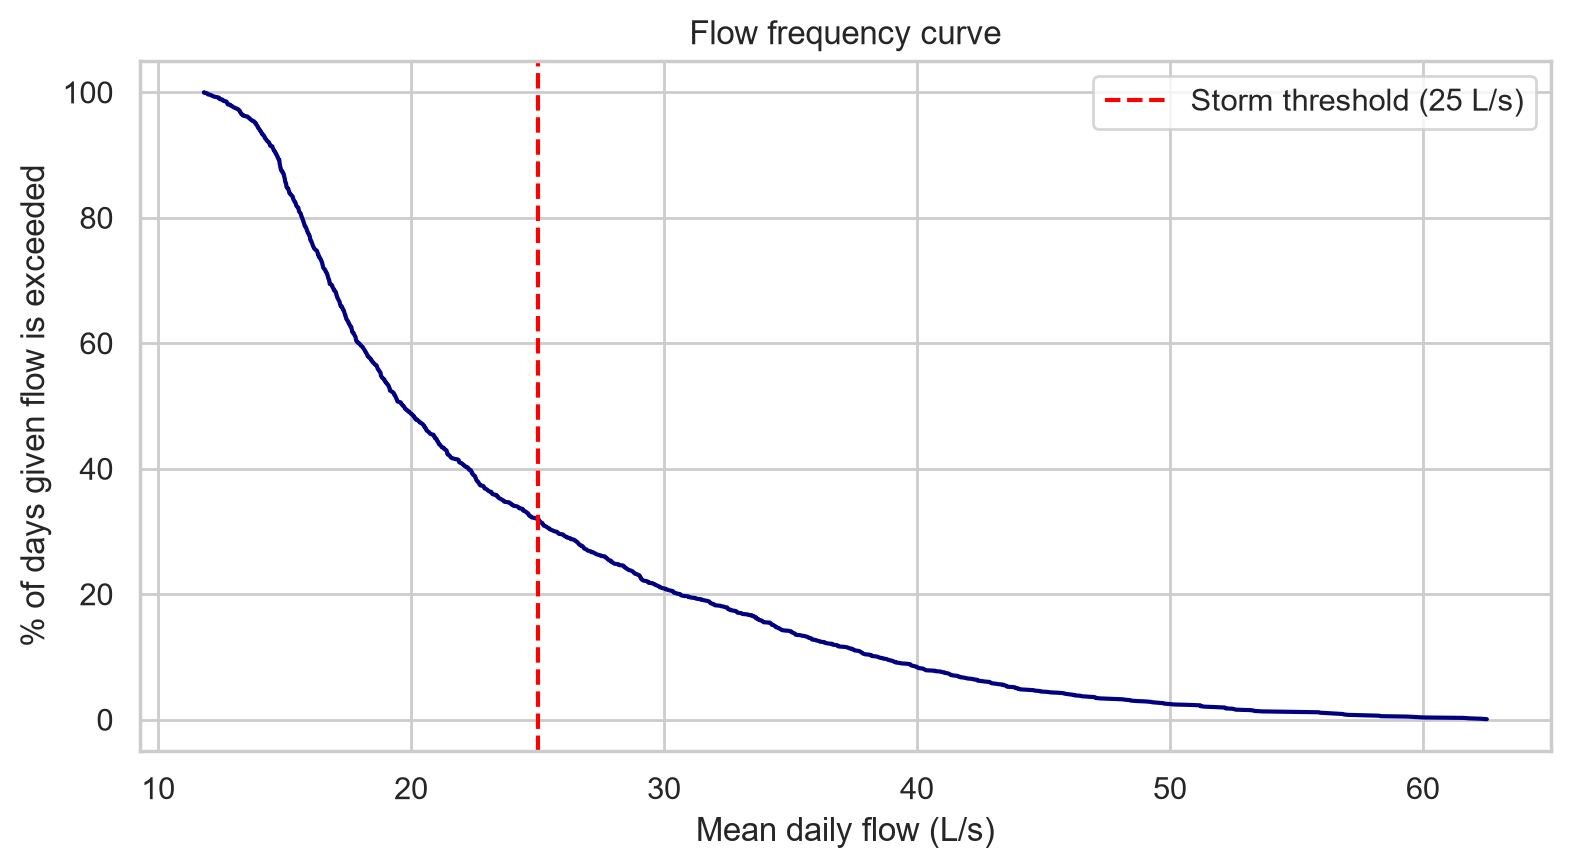 Flow frequency curve
Storm threshold (25 L/s)
% of days given flow is exceeded
100
80
60
40
20
0
10 20 30 40 50 60
Mean daily flow (L/s)